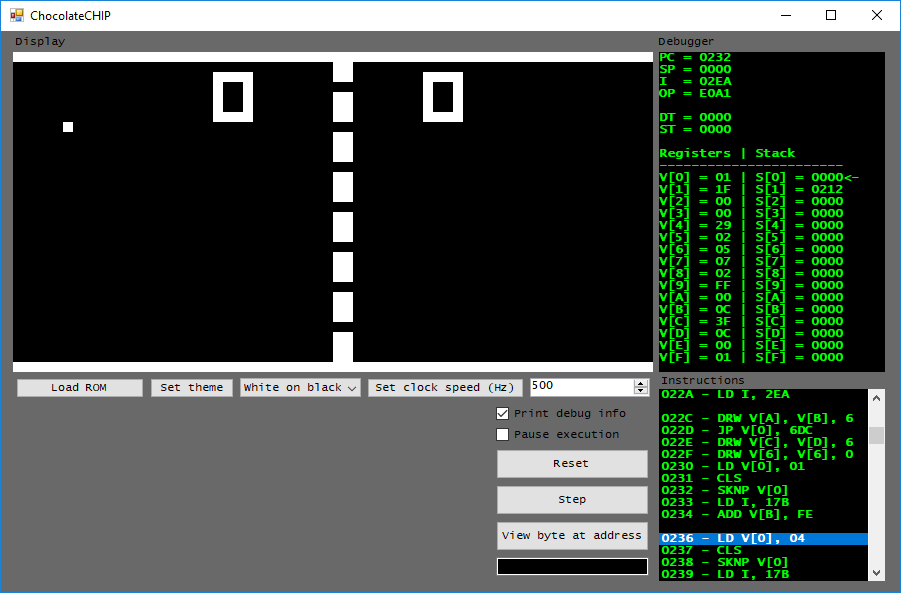 ChocolateCHIP
Display
0 0
Load ROM
Set theme
White on black
Set clock speed (Hz)
500
Print debug info
Pause execution
Reset
Step
View byte at address
Debugger
PC = 0232
SP = 0000
I  = 02EA
OP = E0A1
DT = 0000
ST = 0000
Registers | Stack
-----------------------
V[0] = 01 | S[0] = 0000<-
V[1] = 1F | S[1] = 0212
V[2] = 00 | S[2] = 0000
V[3] = 00 | S[3] = 0000
V[4] = 29 | S[4] = 0000
V[5] = 02 | S[5] = 0000
V[6] = 05 | S[6] = 0000
V[7] = 07 | S[7] = 0000
V[8] = 02 | S[8] = 0000
V[9] = FF | S[9] = 0000
V[A] = 00 | S[A] = 0000
V[B] = 0C | S[B] = 0000
V[C] = 3F | S[C] = 0000
V[D] = 0C | S[D] = 0000
V[E] = 00 | S[E] = 0000
V[F] = 01 | S[F] = 0000
Instructions
022A - LD I, 2EA
022C - DRW V[A], V[B], 6
022D - JP V[0], 6DC
022E - DRW V[C], V[D], 6
022F - DRW V[6], V[6], 0
0230 - LD V[0], 01
0231 - CLS
0232 - SKNP V[0]
0233 - LD I, 17B
0234 - ADD V[B], FE
0236 - LD V[0], 04
0237 - CLS
0238 - SKNP V[0]
0239 - LD I, 17B